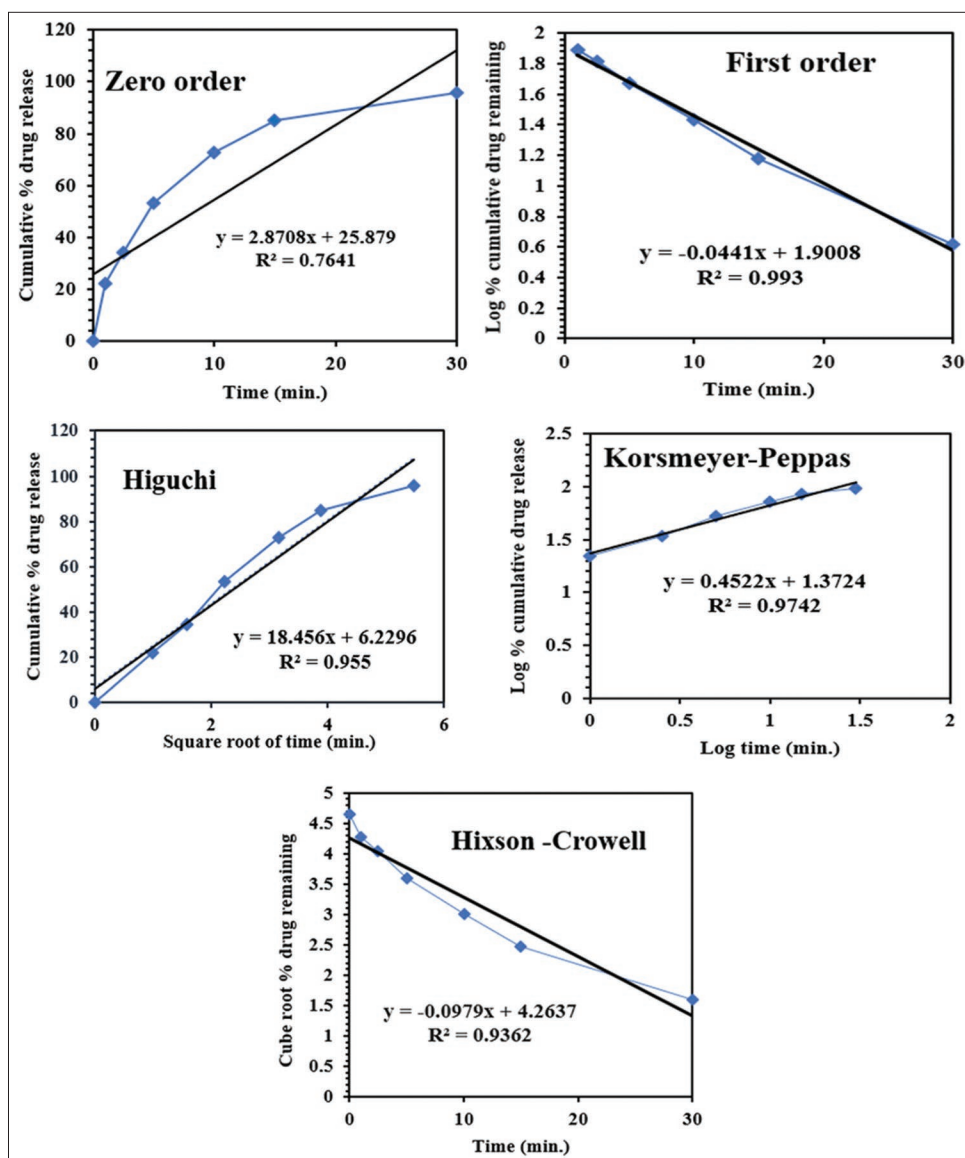 Zero order
Cumulative % drug release
120
100
80
60
40
20
0
y = 2.8708x + 25.879
R² = 0.7641
0 10 20 30
Time (min.)
First order
Log % cumulative drug remaining
2
1.8
1.6
1.4
1.2
1
0.8
0.6
0.4
0.2
0
y = -0.0441x + 1.9008
R² = 0.993
0 10 20 30
Time (min.)
Higuchi
Cumulative % drug release
120
100
80
60
40
20
0
y = 18.456x + 6.2296
R² = 0.955
0 2 4 6
Square root of time (min.)
Korsmeyer-Peppas
Log % cumulative drug release
2.5
2
1.5
1
0.5
0
y = 0.4522x + 1.3724
R² = 0.9742
0 0.5 1 1.5 2
Log time (min.)
Hixson -Crowell
Cube root % drug remaining
5
4.5
4
3.5
3
2.5
2
1.5
1
0.5
0
y = -0.0979x + 4.2637
R² = 0.9362
0 10 20 30
Time (min.)